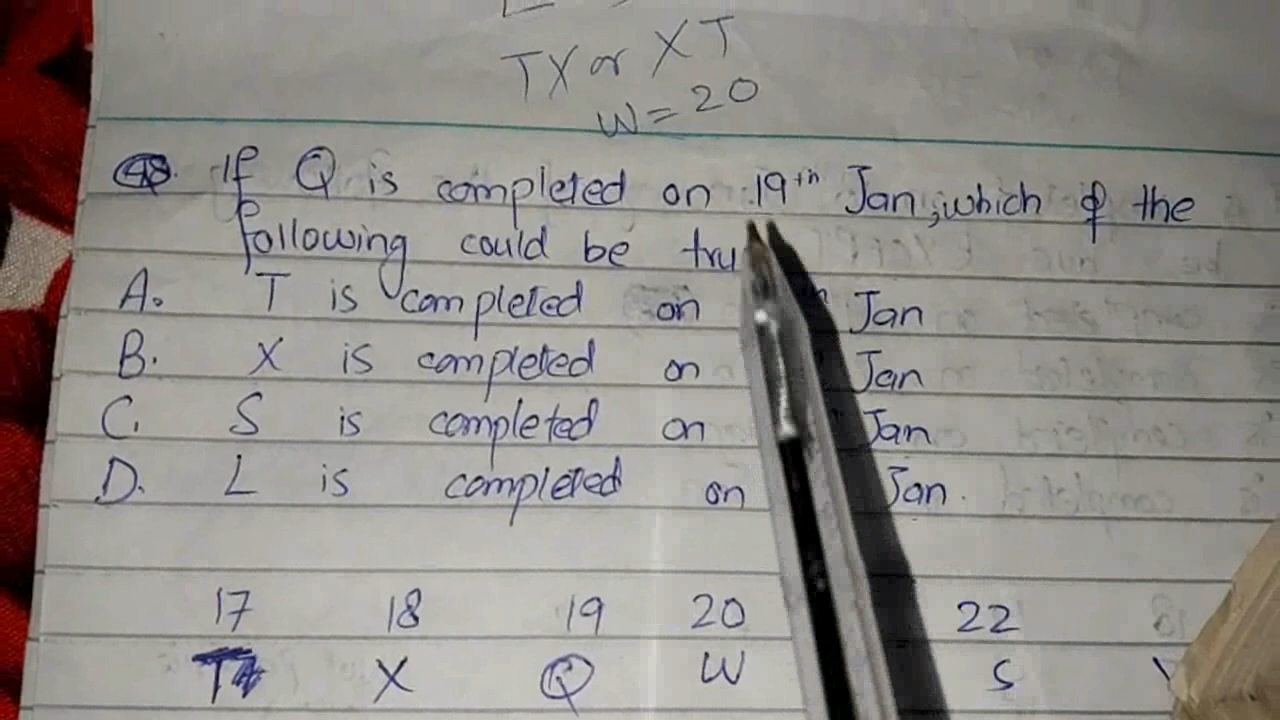 TX or XT
W = 20
Q8. If Q is completed on 19th Jan, which of the
following could be tru
A. T is completed on Jan
B. X is completed on Jan
C. S is completed on Jan
D. L is completed on Jan.
17 18 19 20 22
T X Q W S